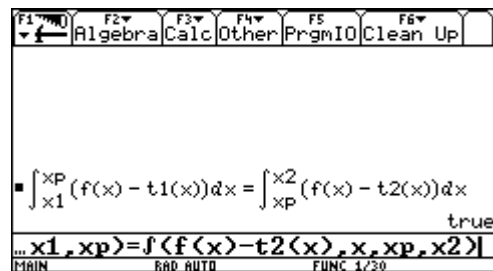 F1 F2 Algebra F3 Calc F4 Other F5 PrgmIO F6 Clean Up
∫x1^xp (f(x) - t1(x))dx = ∫xp^x2 (f(x) - t2(x))dx
true
…x1,xp)=∫(f(x)-t2(x),x,xp,x2)
MAIN RAD AUTO FUNC 1/30